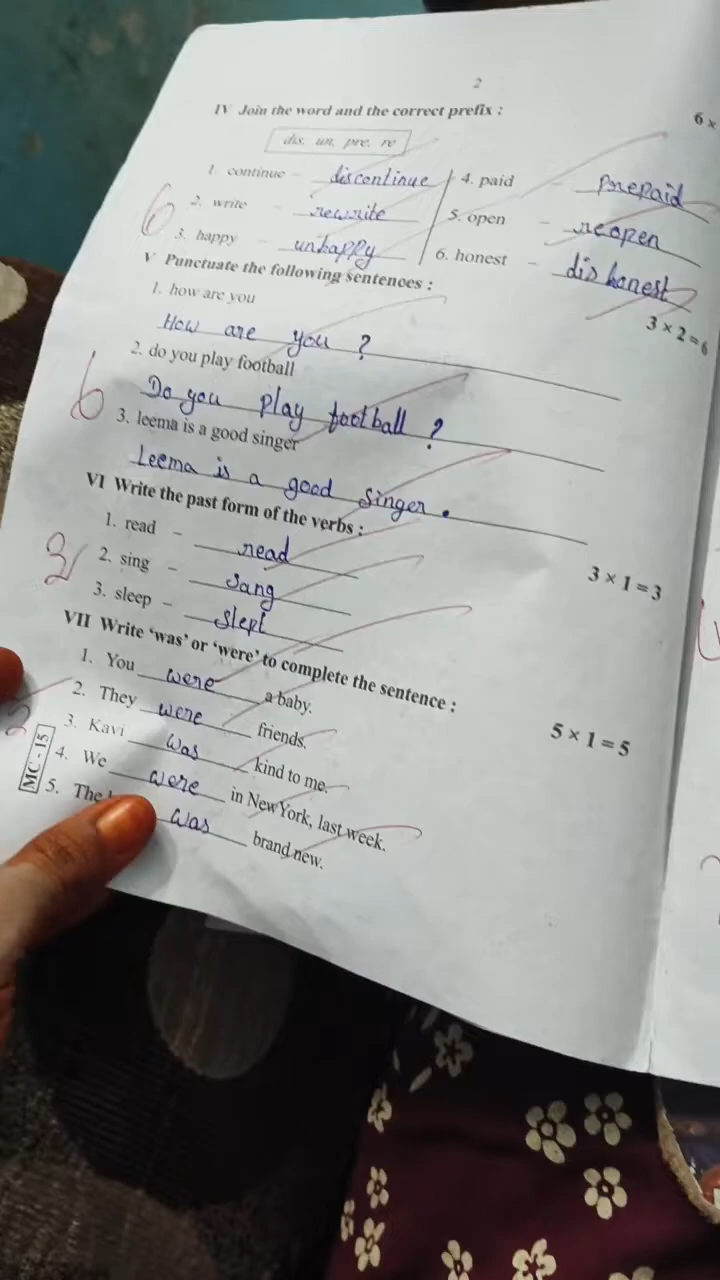 2
IV Join the word and the correct prefix :
6 ×
dis, un, pre, re
1. continue – discontinue
4. paid – prepaid
2. write – rewrite
5. open – reopen
3. happy – unhappy
6. honest – dishonest
6
V Punctuate the following sentences :
3 × 2 = 6
1. how are you
How are you ?
2. do you play football
Do you play football ?
6
3. leema is a good singer
Leema is a good singer .
VI Write the past form of the verbs :
3 × 1 = 3
1. read – read
2. sing – sang
3. sleep – slept
3
VII Write 'was' or 'were' to complete the sentence :
5 × 1 = 5
1. You were a baby.
2. They were friends.
3. Kavi was kind to me.
4. We were in NewYork, last week.
5. The was brand new.
MC - 15